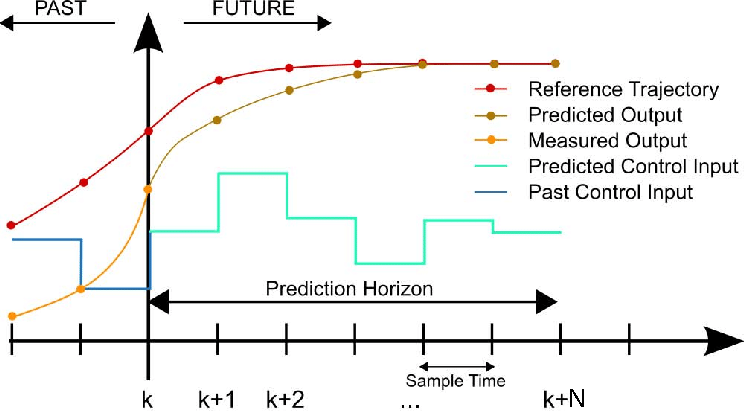 PAST
FUTURE
Reference Trajectory
Predicted Output
Measured Output
Predicted Control Input
Past Control Input
Prediction Horizon
Sample Time
k
k+1
k+2
...
k+N